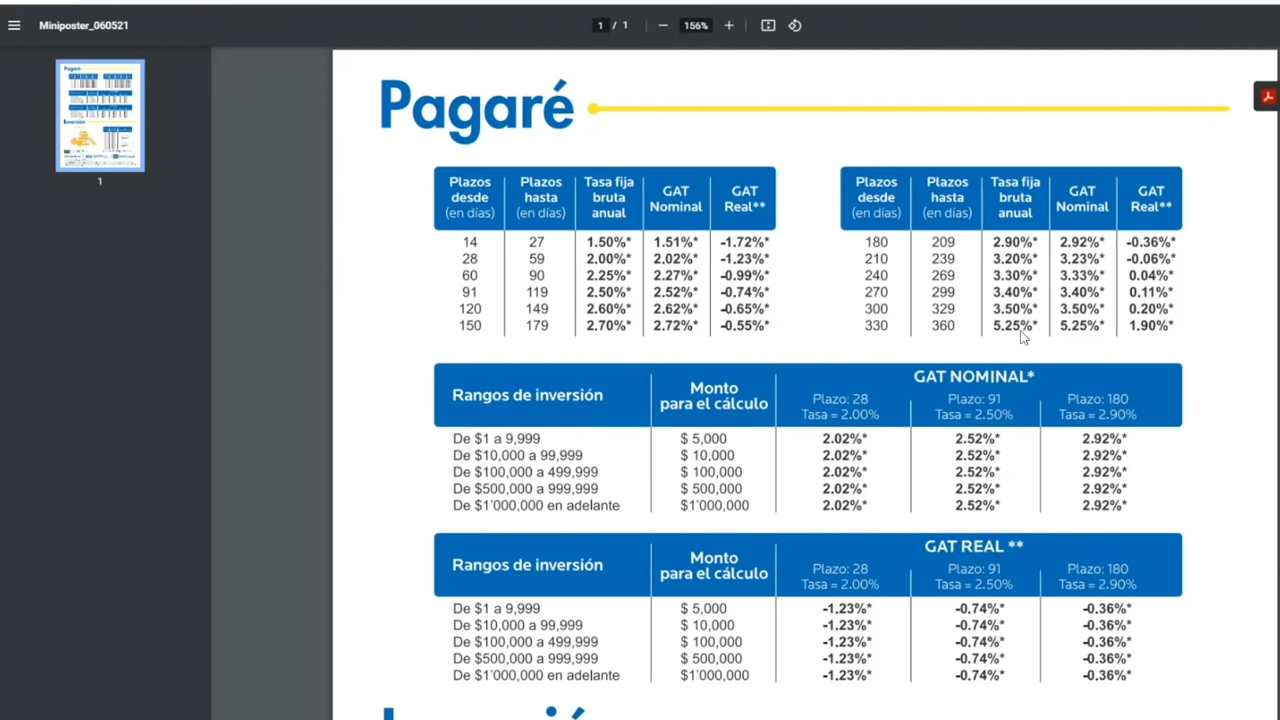 Miniposter_060521
1 / 1
156%
1
Pagaré
Plazos desde (en días) Plazos hasta (en días) Tasa fija bruta anual GAT Nominal GAT Real**
14 27 1.50%* 1.51%* -1.72%*
28 59 2.00%* 2.02%* -1.23%*
60 90 2.25%* 2.27%* -0.99%*
91 119 2.50%* 2.52%* -0.74%*
120 149 2.60%* 2.62%* -0.65%*
150 179 2.70%* 2.72%* -0.55%*
Plazos desde (en días) Plazos hasta (en días) Tasa fija bruta anual GAT Nominal GAT Real**
180 209 2.90%* 2.92%* -0.36%*
210 239 3.20%* 3.23%* -0.06%*
240 269 3.30%* 3.33%* 0.04%*
270 299 3.40%* 3.40%* 0.11%*
300 329 3.50%* 3.50%* 0.20%*
330 360 5.25%* 5.25%* 1.90%*
Rangos de inversión Monto para el cálculo GAT NOMINAL*
Plazo: 28 Plazo: 91 Plazo: 180
Tasa = 2.00% Tasa = 2.50% Tasa = 2.90%
De $1 a 9,999 $ 5,000 2.02%* 2.52%* 2.92%*
De $10,000 a 99,999 $ 10,000 2.02%* 2.52%* 2.92%*
De $100,000 a 499,999 $ 100,000 2.02%* 2.52%* 2.92%*
De $500,000 a 999,999 $ 500,000 2.02%* 2.52%* 2.92%*
De $1'000,000 en adelante $1'000,000 2.02%* 2.52%* 2.92%*
Rangos de inversión Monto para el cálculo GAT REAL **
Plazo: 28 Plazo: 91 Plazo: 180
Tasa = 2.00% Tasa = 2.50% Tasa = 2.90%
De $1 a 9,999 $ 5,000 -1.23%* -0.74%* -0.36%*
De $10,000 a 99,999 $ 10,000 -1.23%* -0.74%* -0.36%*
De $100,000 a 499,999 $ 100,000 -1.23%* -0.74%* -0.36%*
De $500,000 a 999,999 $ 500,000 -1.23%* -0.74%* -0.36%*
De $1'000,000 en adelante $1'000,000 -1.23%* -0.74%* -0.36%*